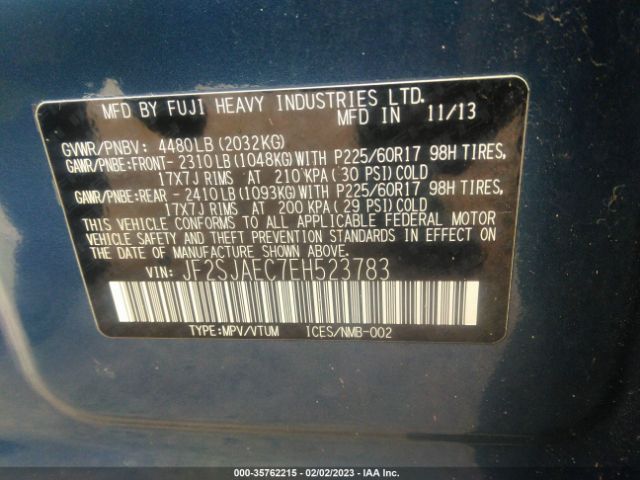 MFD BY FUJI HEAVY INDUSTRIES LTD.
MFD IN 11/13
GVWR/PNBV: 4480LB(2032KG)
GAWR/PNBE:FRONT- 2310LB(1048KG)WITH P225/60R17 98H TIRES,
17X7J RIMS AT 210KPA(30 PSI)COLD
GAWR/PNBE:REAR - 2410LB(1093KG)WITH P225/60R17 98H TIRES,
17X7J RIMS AT 200KPA(29 PSI)COLD
THIS VEHICLE CONFORMS TO ALL APPLICABLE FEDERAL MOTOR
VEHICLE SAFETY AND THEFT PREVENTION STANDARDS IN EFFECT ON
THE DATE OF MANUFACTURE SHOWN ABOVE.
VIN: JF2SJAEC7EH523783
TYPE:MPV/VTUM ICES/NMB-002
000-35762215 - 02/02/2023 - IAA Inc.